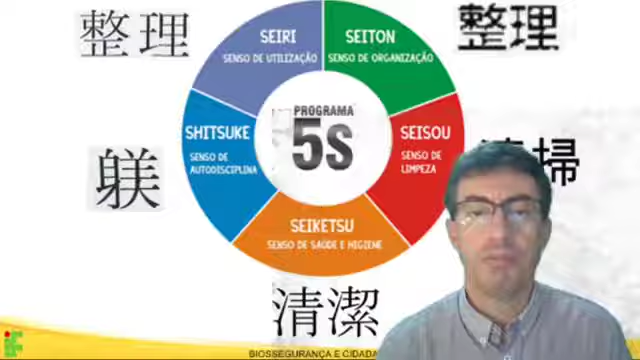 整理
SEIRI
SENSO DE UTILIZAÇÃO
SEITON
SENSO DE ORGANIZAÇÃO
整理
SHITSUKE
SENSO DE
AUTODISCIPLINA
PROGRAMA
5S
SEISOU
SENSO DE
LIMPEZA
躾
掃
SEIKETSU
SENSO DE SAÚDE E HIGIENE
清潔
BIOSSEGURANÇA E